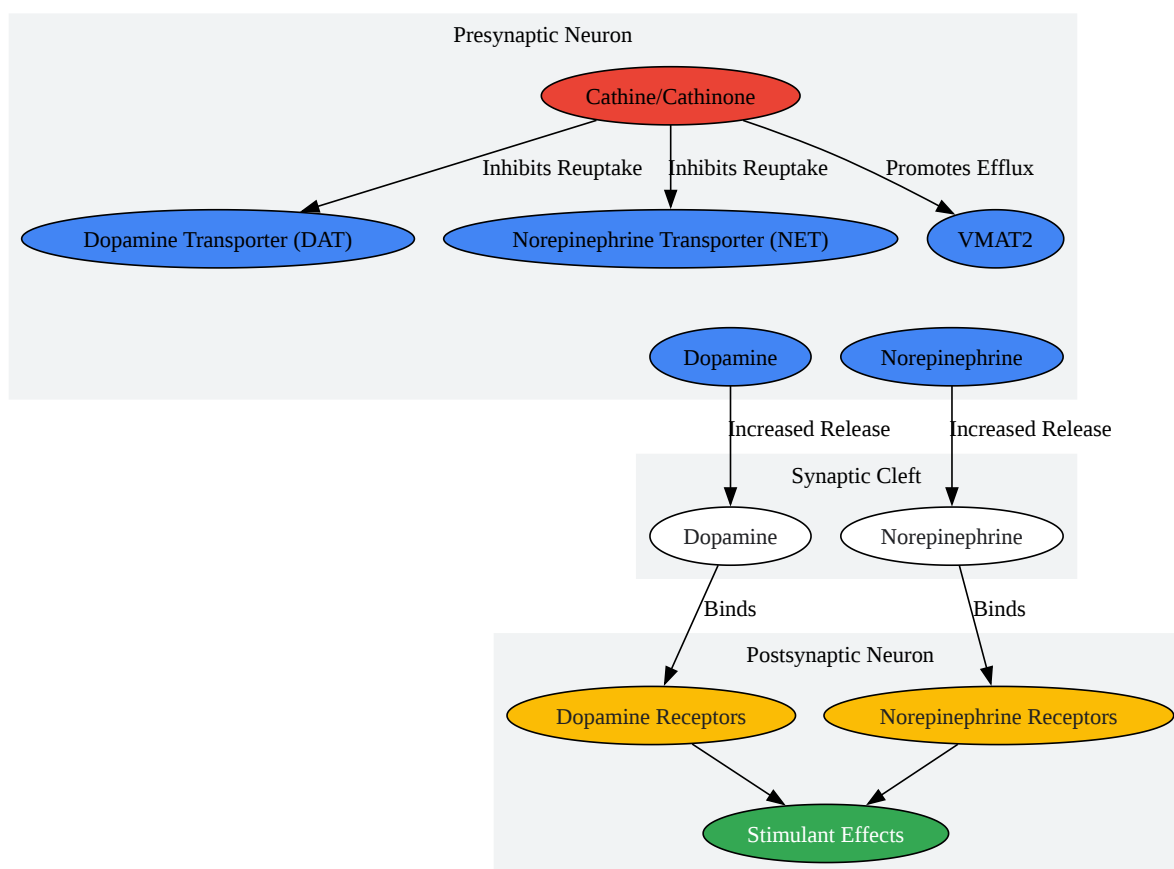 Presynaptic Neuron
Cathine/Cathinone
Inhibits Reuptake
Inhibits Reuptake
Promotes Efflux
Dopamine Transporter (DAT)
Norepinephrine Transporter (NET)
VMAT2
Dopamine
Norepinephrine
Increased Release
Increased Release
Synaptic Cleft
Dopamine
Norepinephrine
Binds
Binds
Postsynaptic Neuron
Dopamine Receptors
Norepinephrine Receptors
Stimulant Effects